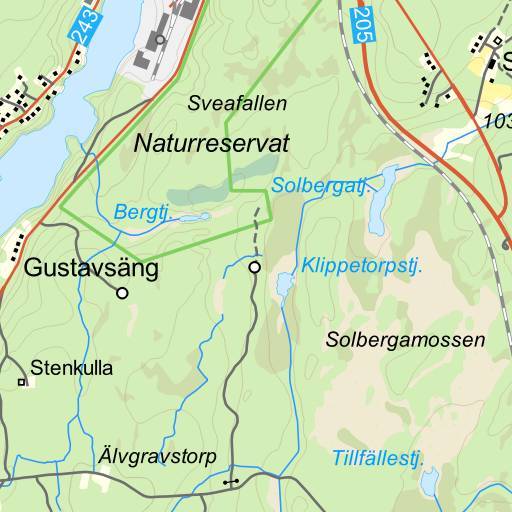 243
205
S
Sveafallen
103
Naturreservat
Solbergatj.
Bergtj.
Gustavsäng
Klippetorpstj.
Solbergamossen
Stenkulla
Älvgravstorp
Tillfällestj.